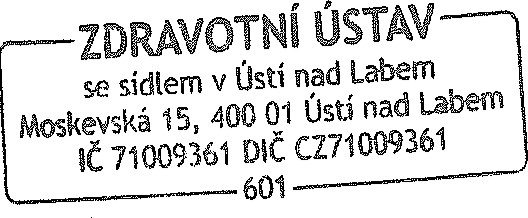 ZDRAVOTNÍ ÚSTAV
se sídlem v Ústí nad Labem
Moskevská 15, 400 01 Ústí nad Labem
IČ 71009361 DIČ CZ71009361
601